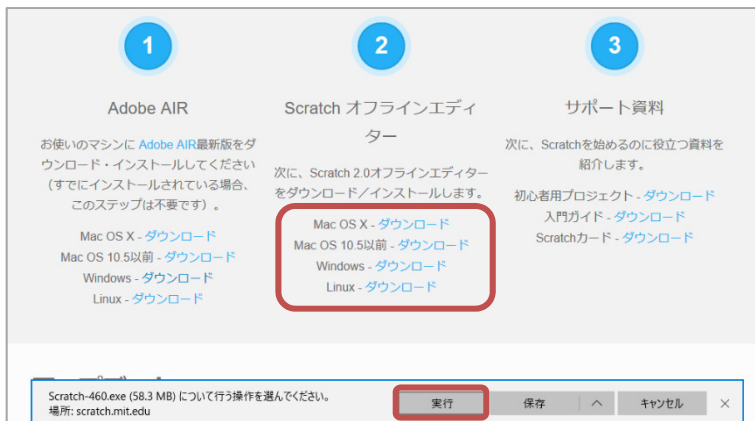 1
Adobe AIR
お使いのマシンに Adobe AIR最新版をダ
ウンロード・インストールしてください
（すでにインストールされている場合、
このステップは不要です）。
Mac OS X - ダウンロード
Mac OS 10.5以前 - ダウンロード
Windows - ダウンロード
Linux - ダウンロード
2
Scratch オフラインエディ
ター
次に、Scratch 2.0オフラインエディター
をダウンロード／インストールします。
Mac OS X - ダウンロード
Mac OS 10.5以前 - ダウンロード
Windows - ダウンロード
Linux - ダウンロード
3
サポート資料
次に、Scratchを始めるのに役立つ資料を
紹介します。
初心者用プロジェクト - ダウンロード
入門ガイド - ダウンロード
Scratchカード - ダウンロード
Scratch-460.exe (58.3 MB) について行う操作を選んでください。
場所: scratch.mit.edu
実行
保存
キャンセル